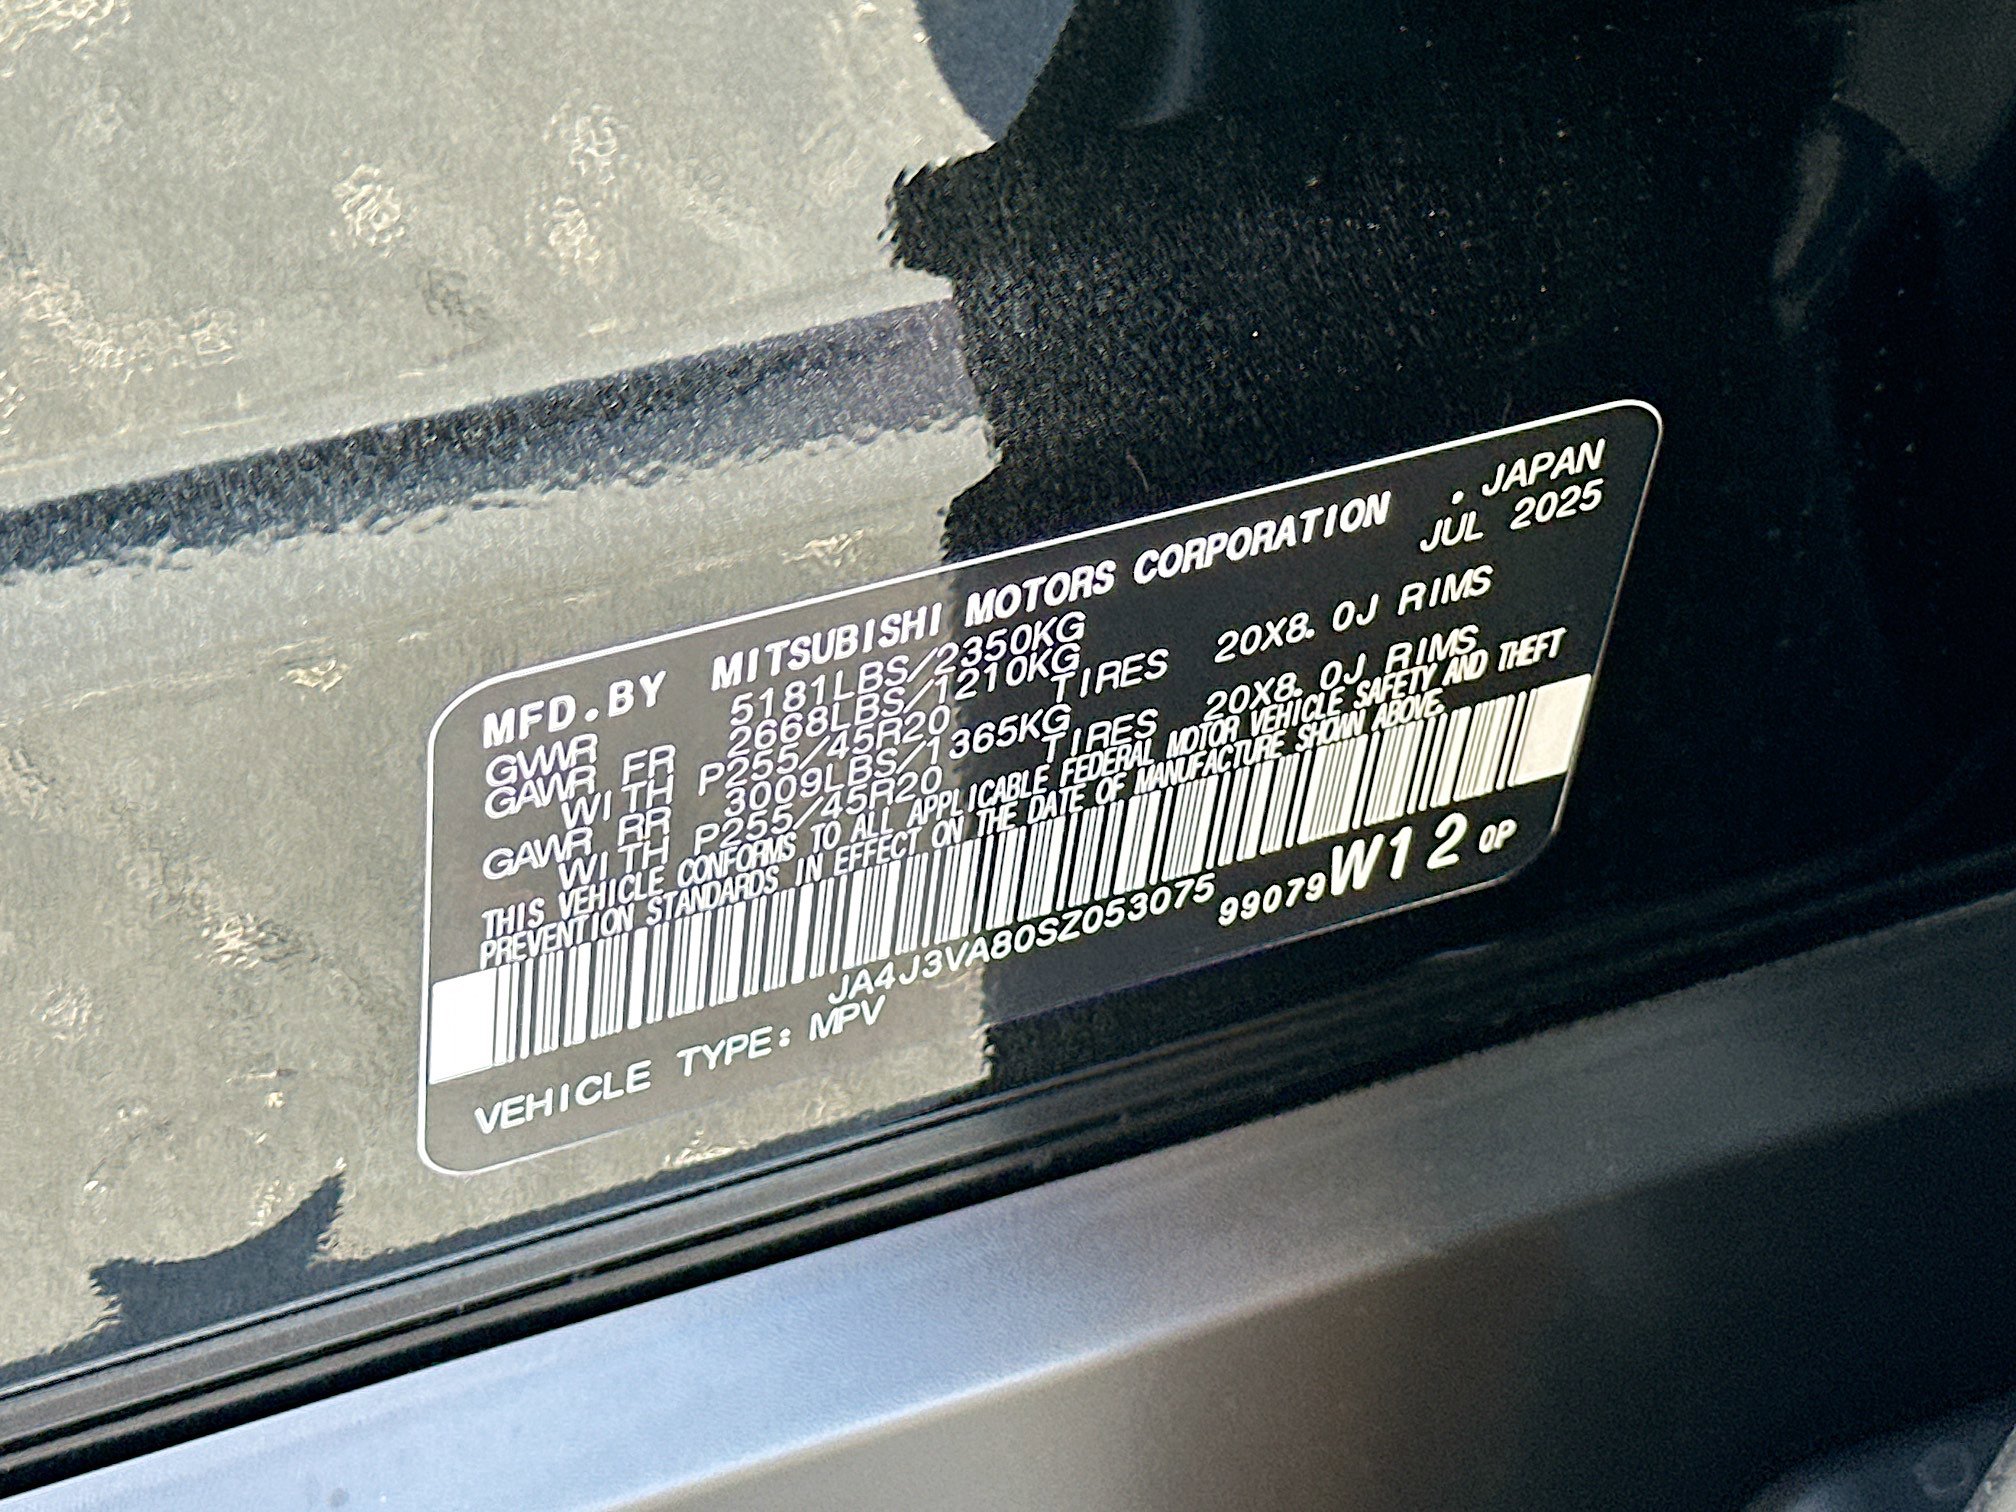 MFD.BY MITSUBISHI MOTORS CORPORATION . JAPAN
GVWR 5181LBS/2350KG JUL 2025
GAWR FR 2668LBS/1210KG
WITH P255/45R20 TIRES 20X8.0J RIMS
GAWR RR 3009LBS/1365KG
WITH P255/45R20 TIRES 20X8.0J RIMS
THIS VEHICLE CONFORMS TO ALL APPLICABLE FEDERAL MOTOR VEHICLE SAFETY AND THEFT
PREVENTION STANDARDS IN EFFECT ON THE DATE OF MANUFACTURE SHOWN ABOVE.
JA4J3VA80SZ053075 99079W12 0P
VEHICLE TYPE: MPV